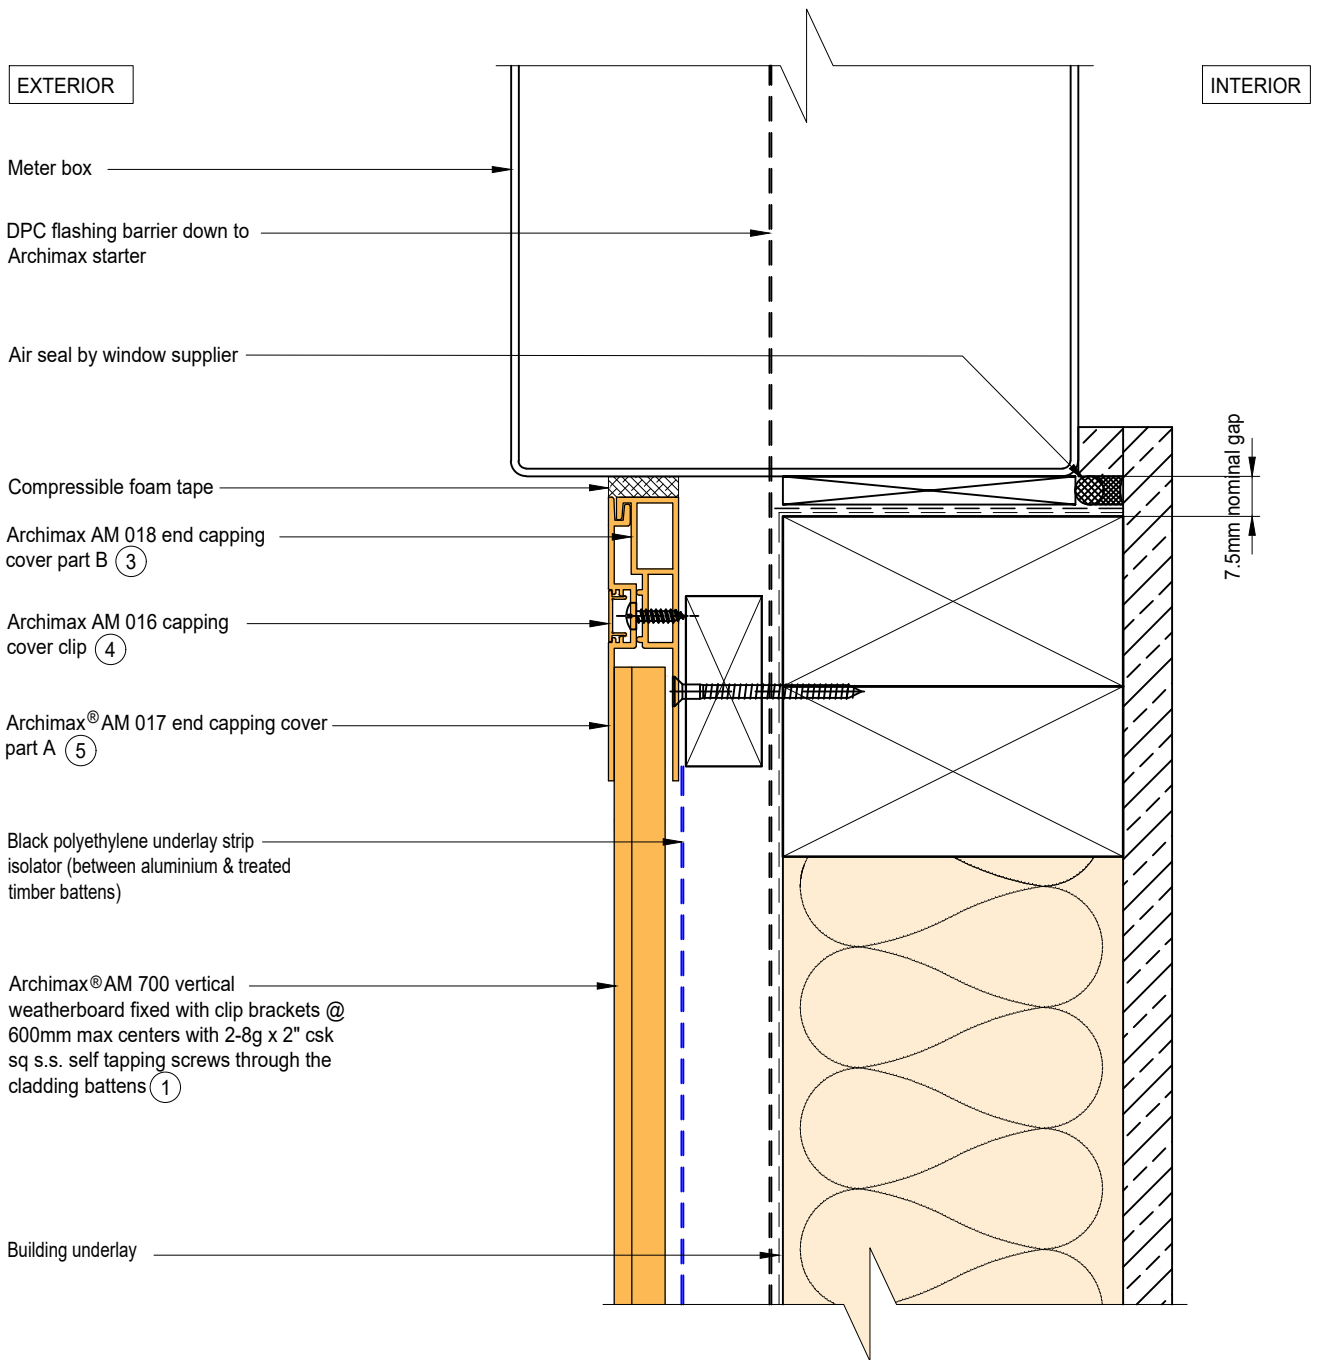 EXTERIOR
INTERIOR
Meter box
DPC flashing barrier down to
Archimax starter
Air seal by window supplier
7.5mm nominal gap
Compressible foam tape
Archimax AM 018 end capping
cover part B 3
Archimax AM 016 capping
cover clip 4
Archimax® AM 017 end capping cover
part A 5
Black polyethylene underlay strip
isolator (between aluminium & treated
timber battens)
Archimax® AM 700 vertical
weatherboard fixed with clip brackets @
600mm max centers with 2-8g x 2" csk
sq s.s. self tapping screws through the
cladding battens 1
Building underlay